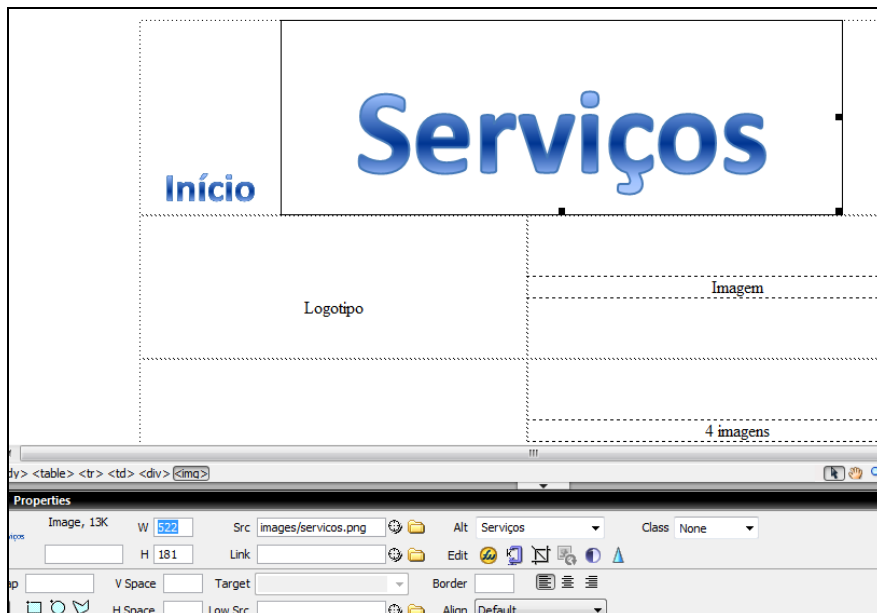 Serviços
Início
Imagem
Logotipo
4 imagens
dy> <table> <tr> <td> <div> <img>
Properties
Image, 13K W 522 Src images/servicos.png Alt Serviços Class None
H 181 Link Edit
ap V Space Target Border
H Space Low Src Align Default